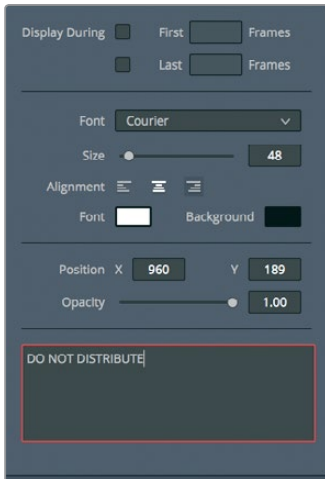 Display During First Frames
Last Frames
Font Courier
Size 48
Alignment
Font Background
Position X 960 Y 189
Opacity 1.00
DO NOT DISTRIBUTE